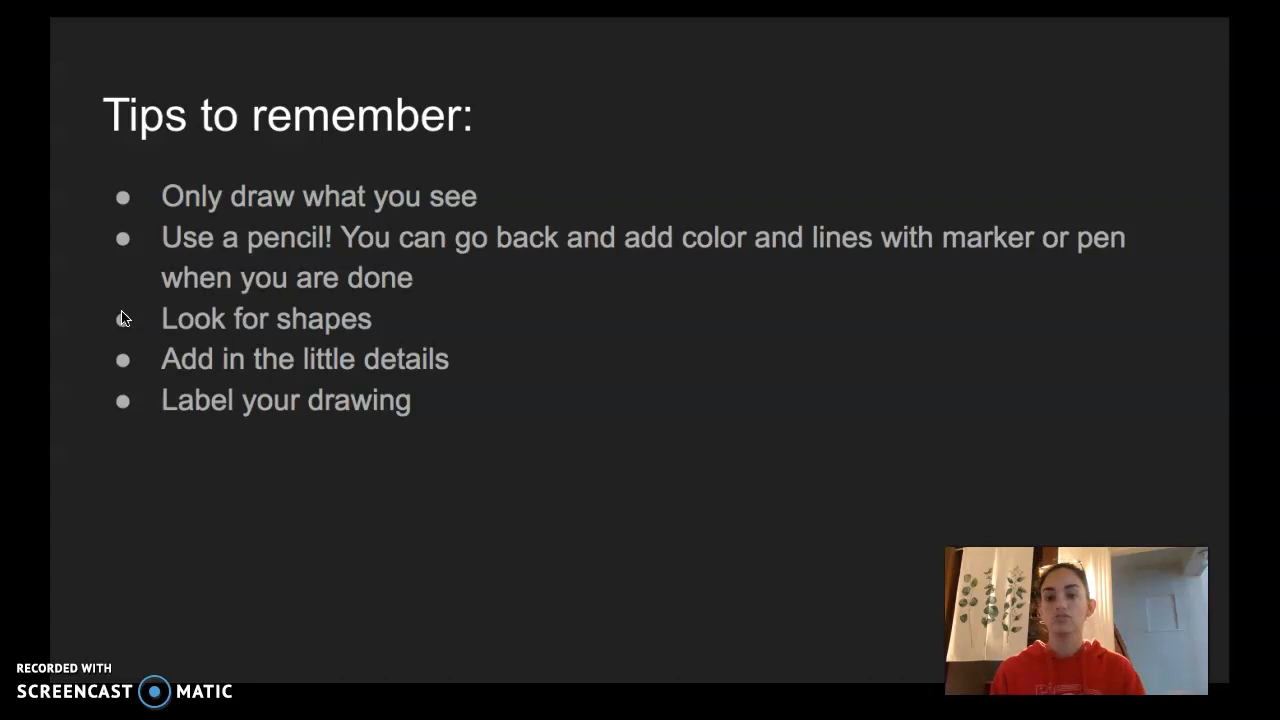 Tips to remember:
● Only draw what you see
● Use a pencil! You can go back and add color and lines with marker or pen
when you are done
● Look for shapes
● Add in the little details
● Label your drawing
RECORDED WITH
SCREENCAST MATIC